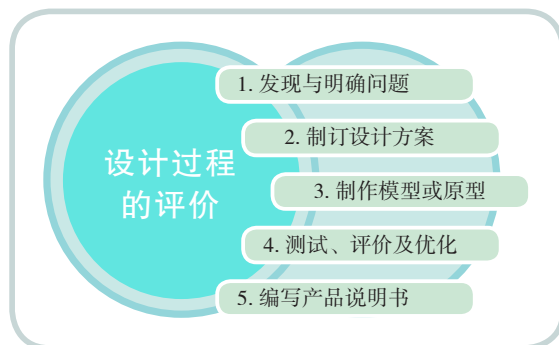 设计过程
的评价
1. 发现与明确问题
2. 制订设计方案
3. 制作模型或原型
4. 测试、评价及优化
5. 编写产品说明书